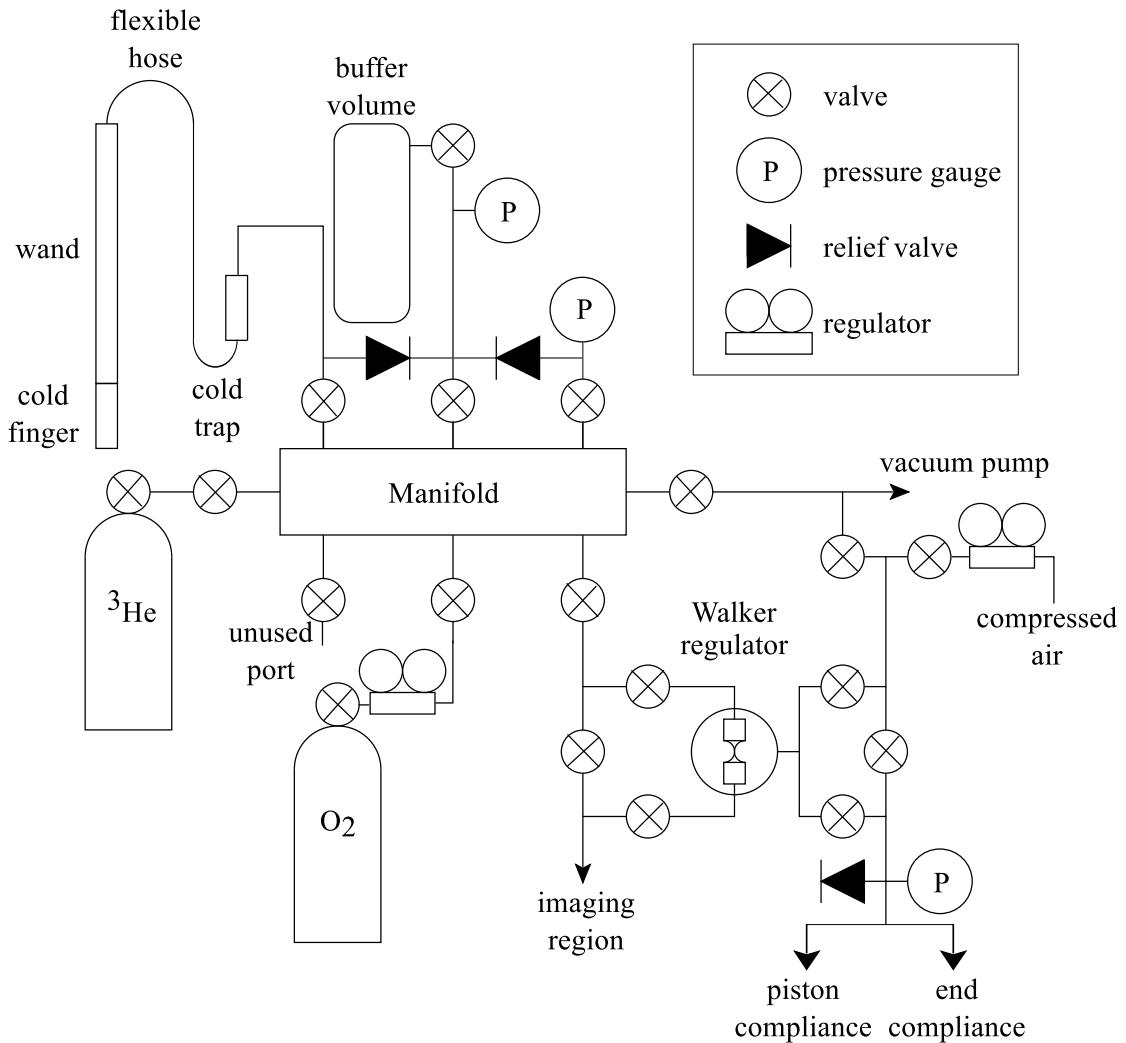 flexible
hose
buffer
volume
valve
P
pressure gauge
P
wand
relief valve
P
regulator
cold
finger
cold
trap
Manifold
vacuum pump
3He
unused
port
Walker
regulator
compressed
air
O2
P
imaging
region
piston
compliance
end
compliance